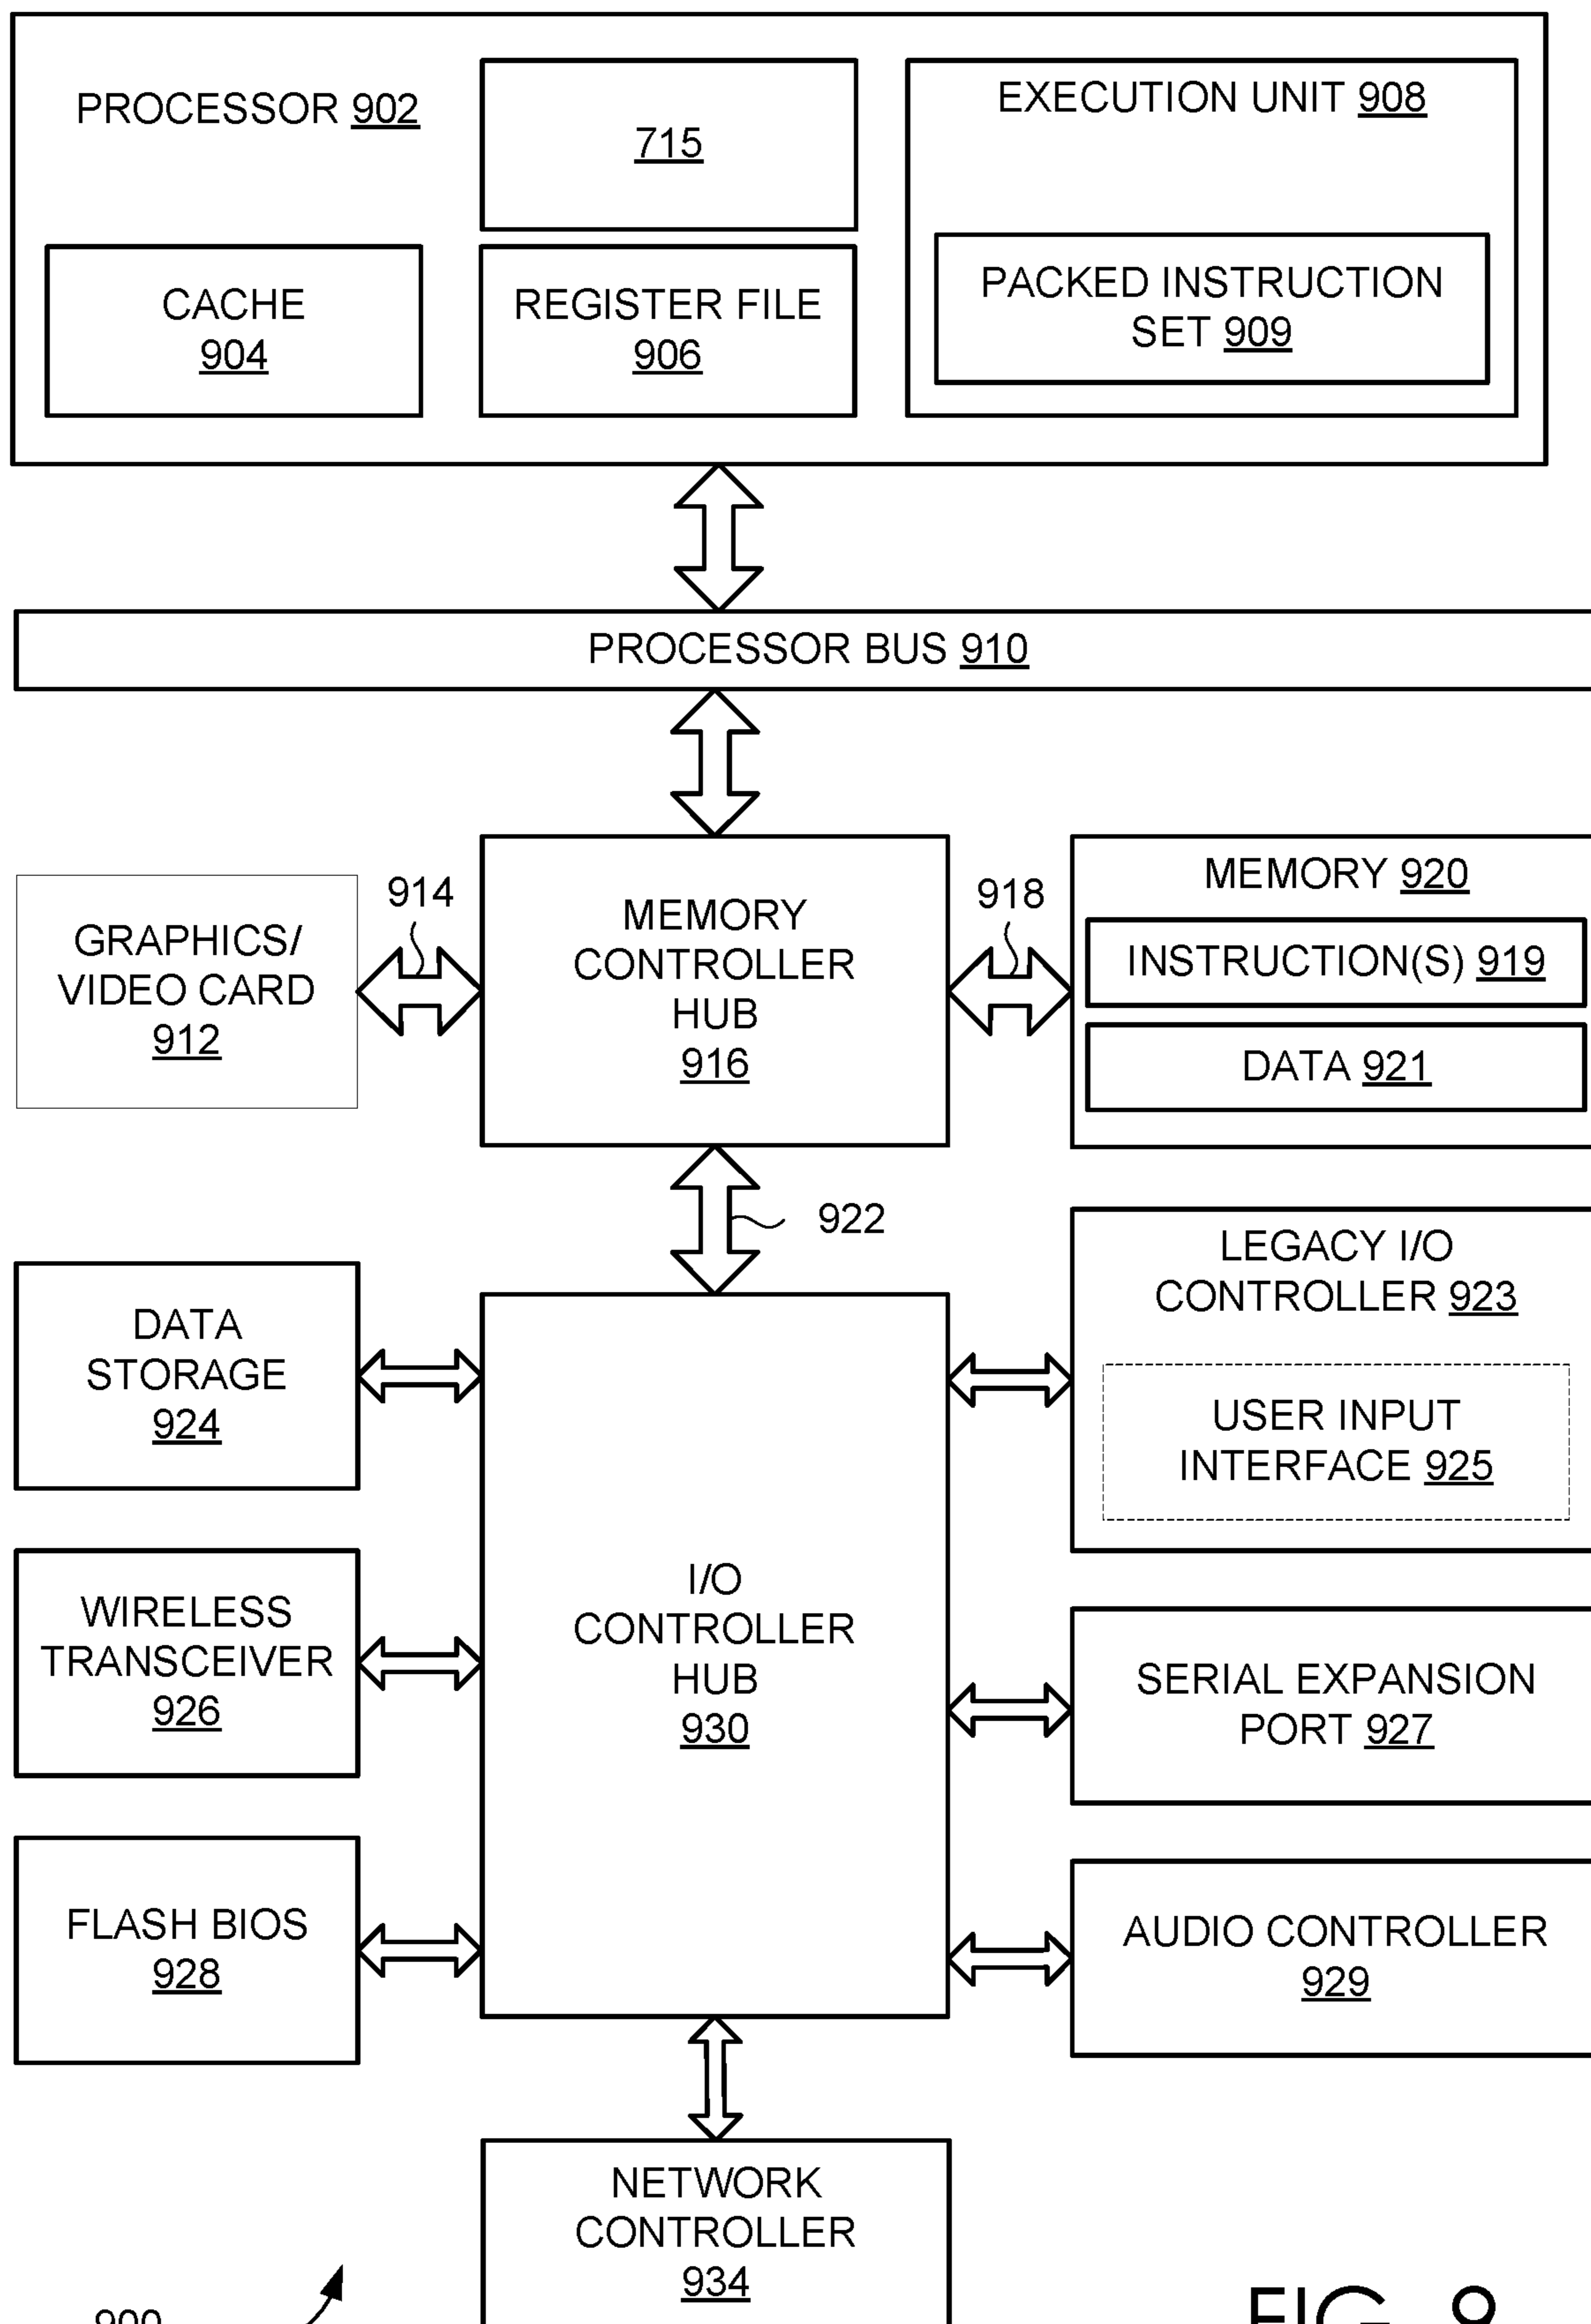 PROCESSOR 902
715
EXECUTION UNIT 908
CACHE
904
REGISTER FILE
906
PACKED INSTRUCTION
SET 909
PROCESSOR BUS 910
GRAPHICS/
VIDEO CARD
912
914
MEMORY
CONTROLLER
HUB
916
918
MEMORY 920
INSTRUCTION(S) 919
DATA 921
922
DATA
STORAGE
924
LEGACY I/O
CONTROLLER 923
USER INPUT
INTERFACE 925
WIRELESS
TRANSCEIVER
926
I/O
CONTROLLER
HUB
930
SERIAL EXPANSION
PORT 927
FLASH BIOS
928
AUDIO CONTROLLER
929
NETWORK
CONTROLLER
934
900
FIG. 9